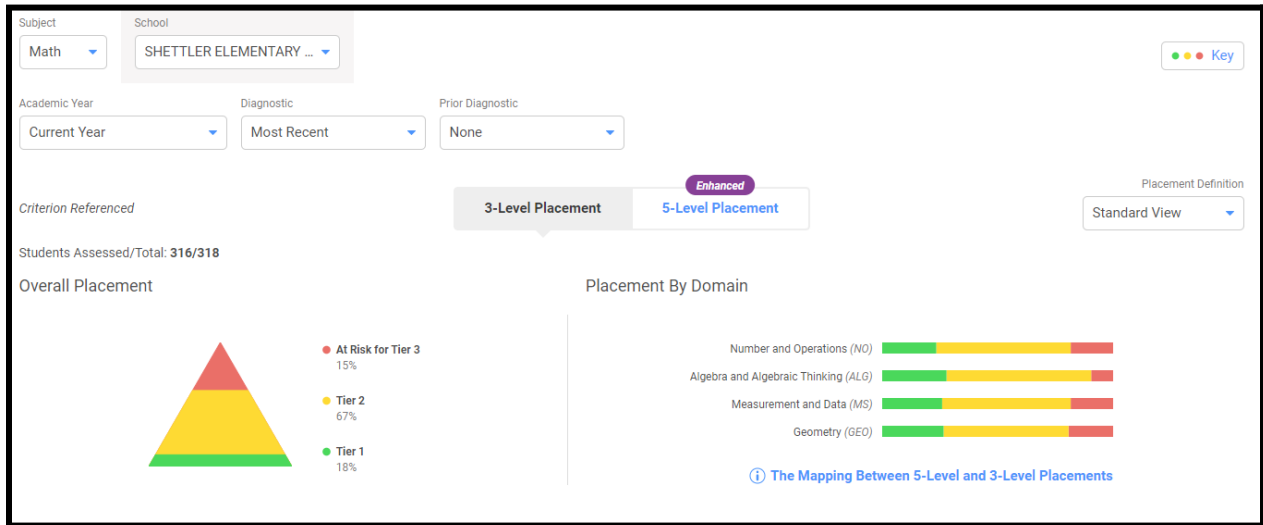 Subject
School
Math
SHETTLER ELEMENTARY ...
Key
Academic Year
Diagnostic
Prior Diagnostic
Current Year
Most Recent
None
Enhanced
Placement Definition
Criterion Referenced
3-Level Placement
5-Level Placement
Standard View
Students Assessed/Total: 316/318
Overall Placement
Placement By Domain
At Risk for Tier 3
15%
Tier 2
67%
Tier 1
18%
Number and Operations (NO)
Algebra and Algebraic Thinking (ALG)
Measurement and Data (MS)
Geometry (GEO)
The Mapping Between 5-Level and 3-Level Placements